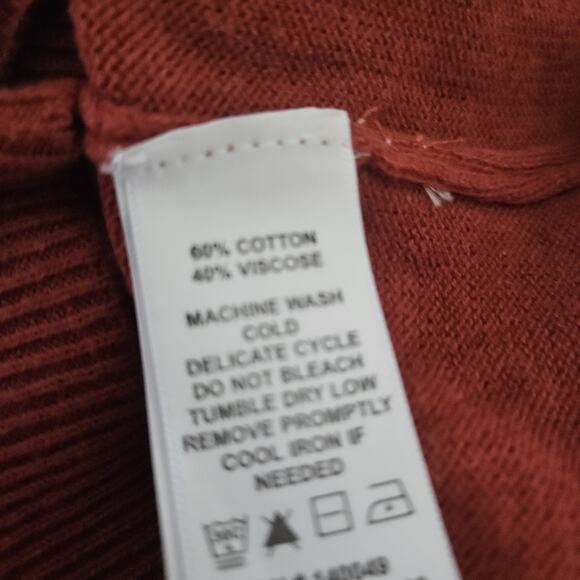 60% COTTON
40% VISCOSE
MACHINE WASH
COLD
DELICATE CYCLE
DO NOT BLEACH
TUMBLE DRY LOW
REMOVE PROMPTLY
COOL IRON IF
NEEDED